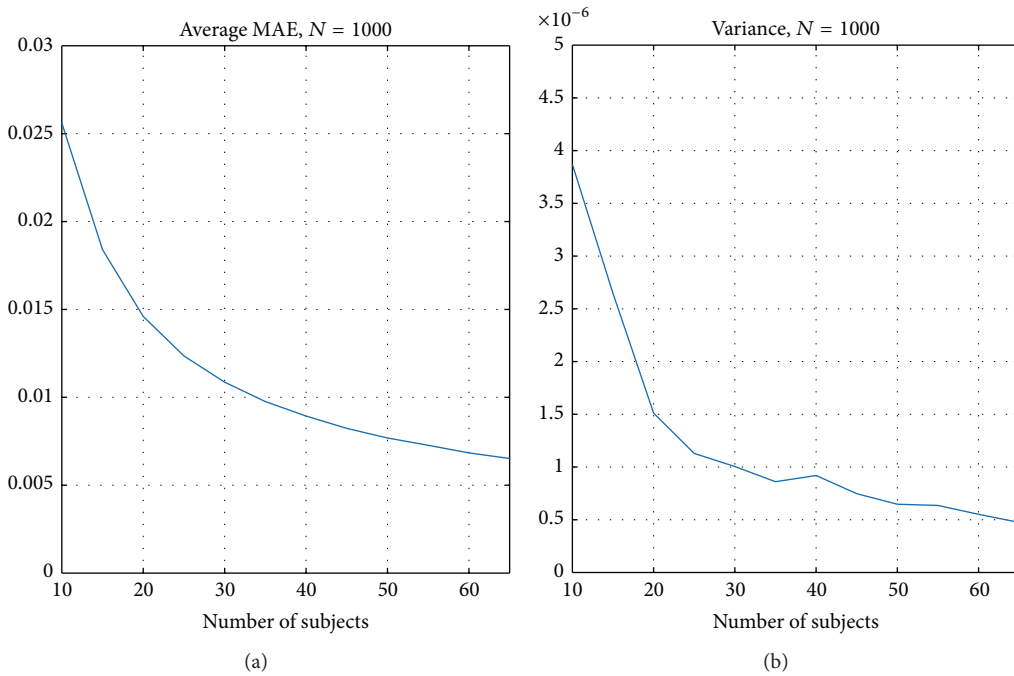 Average MAE, N = 1000
0.03
0.025
0.02
0.015
0.01
0.005
0
10 20 30 40 50 60
Number of subjects
(a)
×10⁻⁶
Variance, N = 1000
5
4.5
4
3.5
3
2.5
2
1.5
1
0.5
0
10 20 30 40 50 60
Number of subjects
(b)